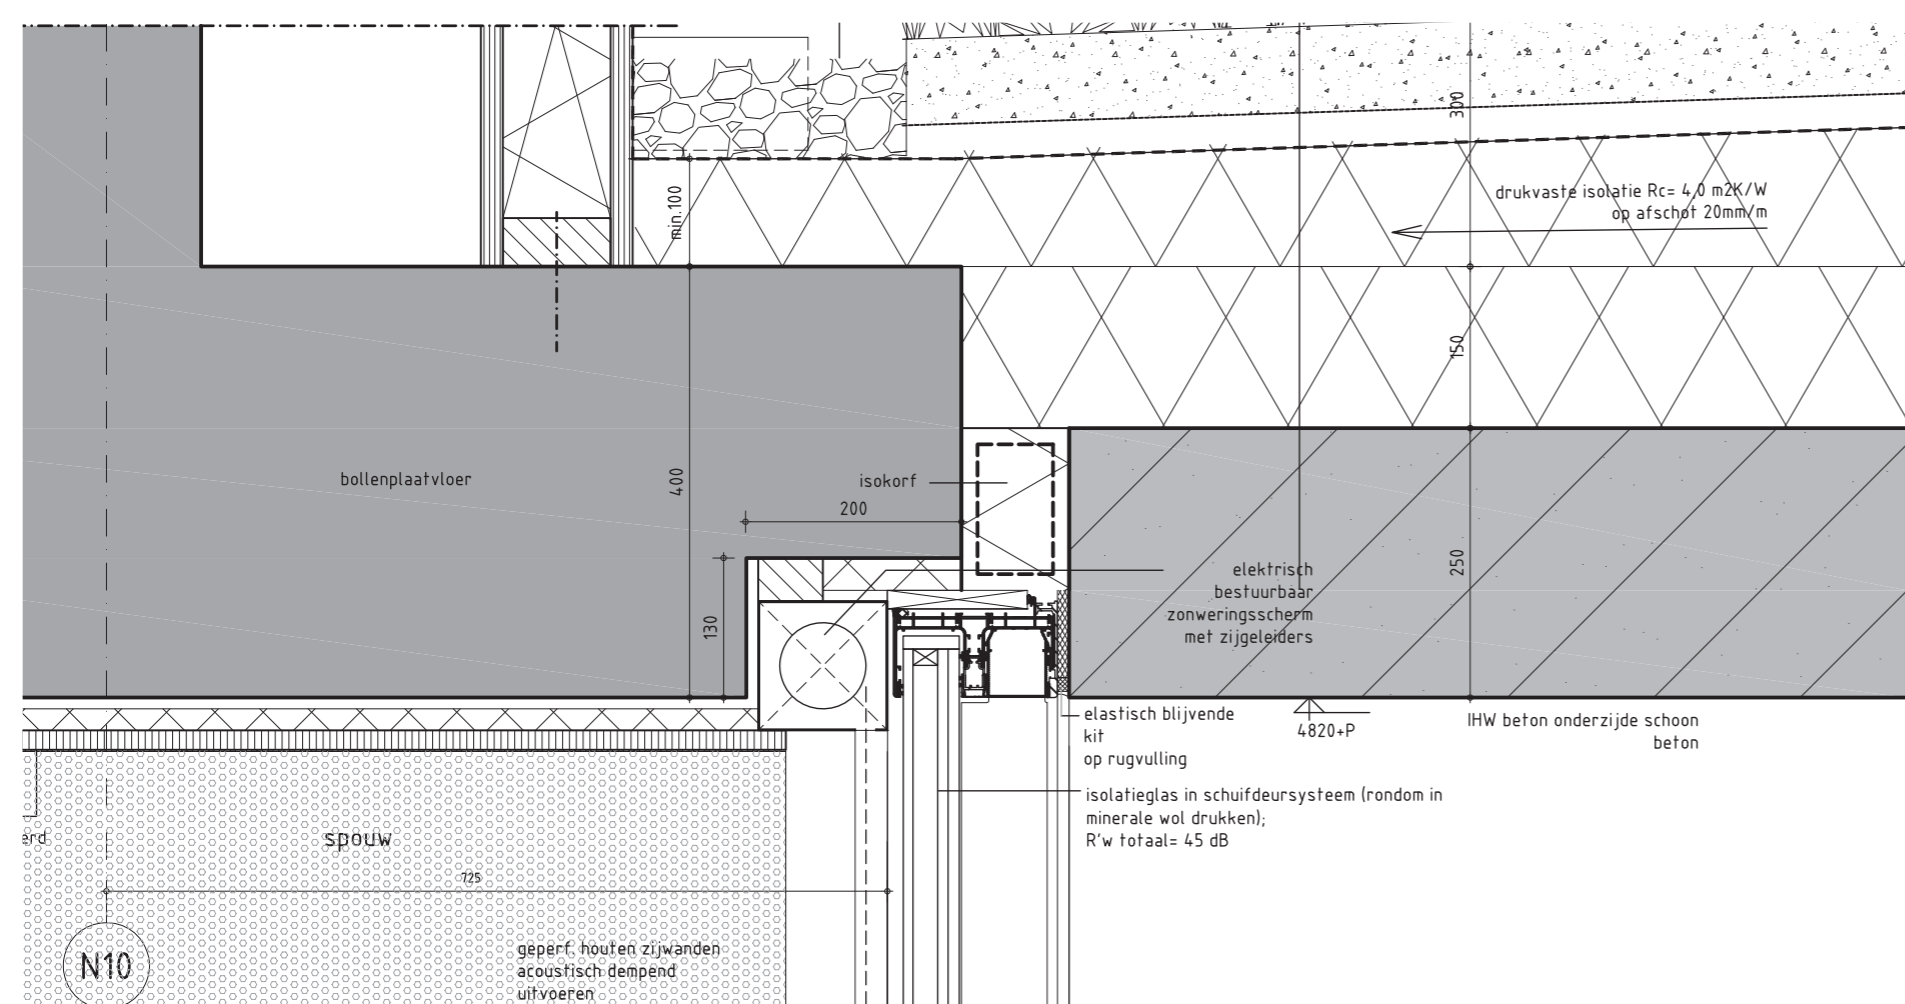 300
drukvaste isolatie Rc= 4,0 m2K/W
op afschot 20mm/m
min.100
150
bollenplaatvloer
400
isokorf
200
250
elektrisch
bestuurbaar
zonweringsscherm
met zijgeleiders
130
elastisch blijvende
kit
op rugvulling
4820+P
IHW beton onderzijde schoon
beton
isolatieglas in schuifdeursysteem (rondom in
minerale wol drukken);
R'w totaal= 45 dB
erd
spouw
725
N10
geperf. houten zijwanden
acoustisch dempend
uitvoeren